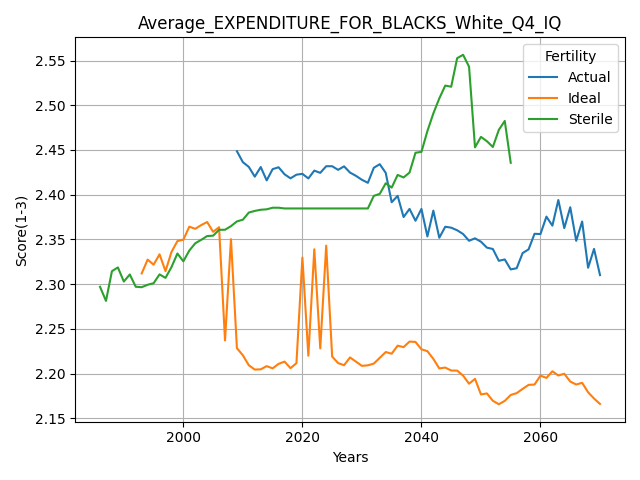 Average_EXPENDITURE_FOR_BLACKS_White_Q4_IQ
Fertility
Actual
Ideal
Sterile
Score(1-3)
2.55
2.50
2.45
2.40
2.35
2.30
2.25
2.20
2.15
2000
2020
2040
2060
Years